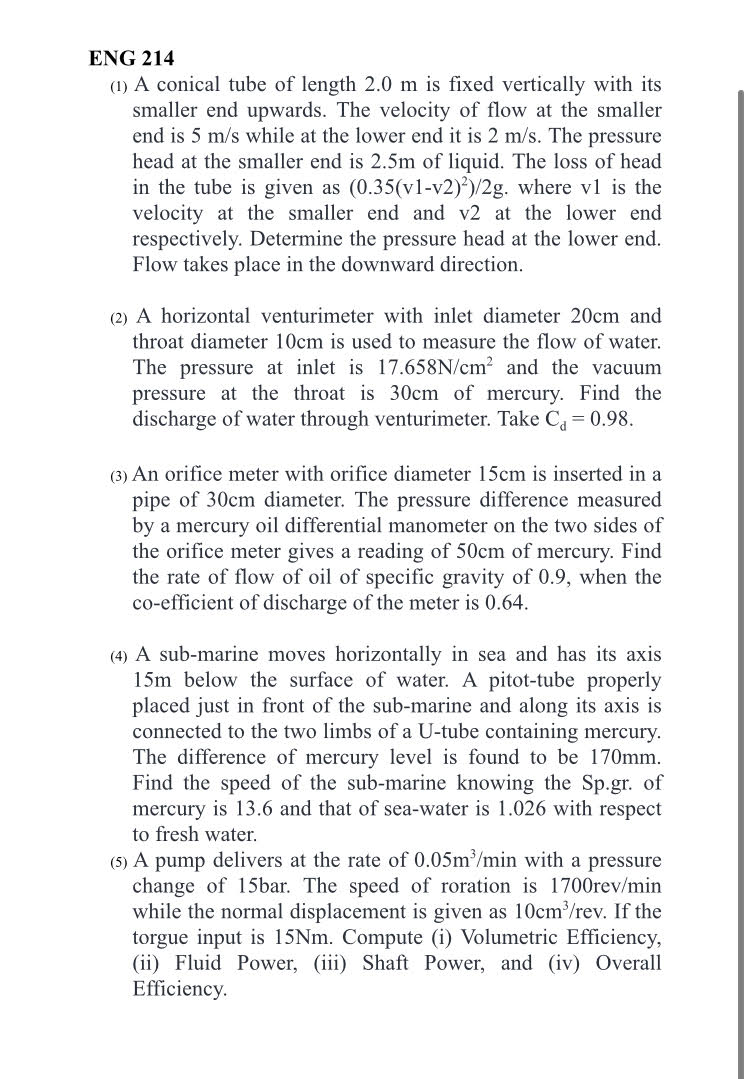 ENG 214
(1) A conical tube of length 2.0 m is fixed vertically with its
smaller end upwards. The velocity of flow at the smaller
end is 5 m/s while at the lower end it is 2 m/s. The pressure
head at the smaller end is 2.5m of liquid. The loss of head
in the tube is given as (0.35(v1-v2)²)/2g. where v1 is the
velocity at the smaller end and v2 at the lower end
respectively. Determine the pressure head at the lower end.
Flow takes place in the downward direction.
(2) A horizontal venturimeter with inlet diameter 20cm and
throat diameter 10cm is used to measure the flow of water.
The pressure at inlet is 17.658N/cm² and the vacuum
pressure at the throat is 30cm of mercury. Find the
discharge of water through venturimeter. Take C_d = 0.98.
(3) An orifice meter with orifice diameter 15cm is inserted in a
pipe of 30cm diameter. The pressure difference measured
by a mercury oil differential manometer on the two sides of
the orifice meter gives a reading of 50cm of mercury. Find
the rate of flow of oil of specific gravity of 0.9, when the
co-efficient of discharge of the meter is 0.64.
(4) A sub-marine moves horizontally in sea and has its axis
15m below the surface of water. A pitot-tube properly
placed just in front of the sub-marine and along its axis is
connected to the two limbs of a U-tube containing mercury.
The difference of mercury level is found to be 170mm.
Find the speed of the sub-marine knowing the Sp.gr. of
mercury is 13.6 and that of sea-water is 1.026 with respect
to fresh water.
(5) A pump delivers at the rate of 0.05m³/min with a pressure
change of 15bar. The speed of roration is 1700rev/min
while the normal displacement is given as 10cm³/rev. If the
torgue input is 15Nm. Compute (i) Volumetric Efficiency,
(ii) Fluid Power, (iii) Shaft Power, and (iv) Overall
Efficiency.